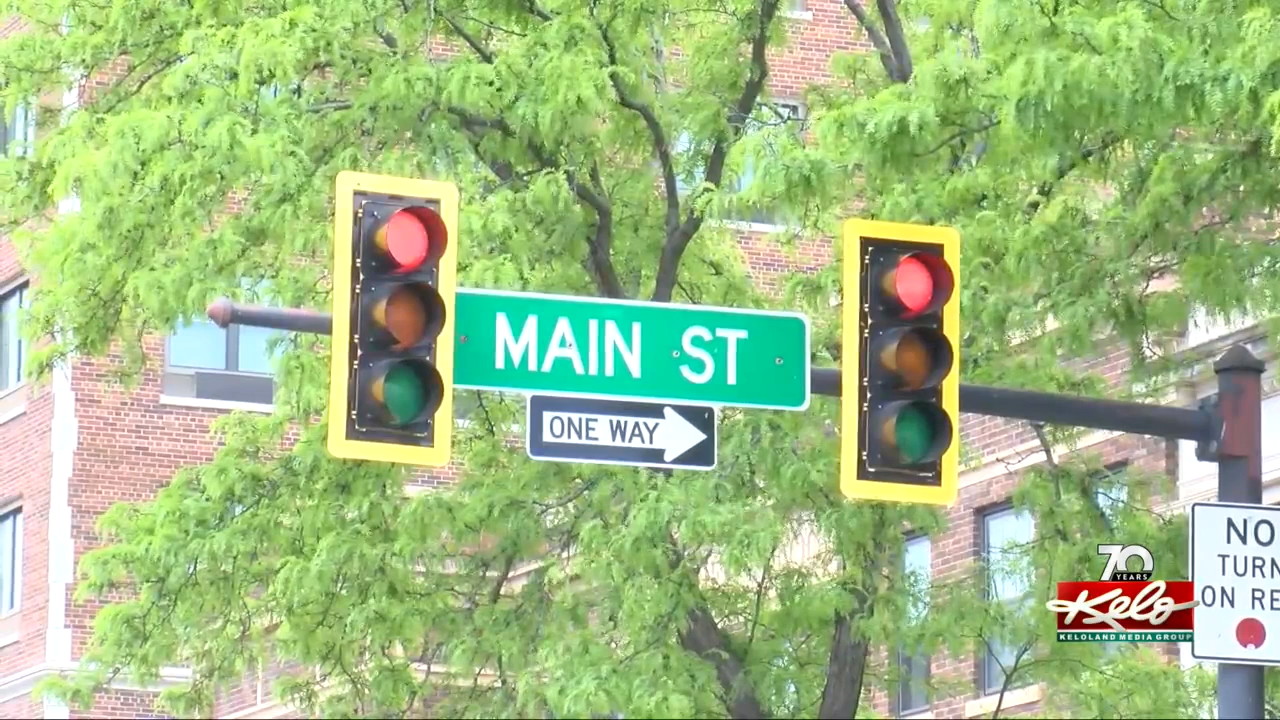 MAIN ST
ONE WAY
NO
TURN
ON RE
70
YEARS
Kelo
KELOLAND MEDIA GROUP